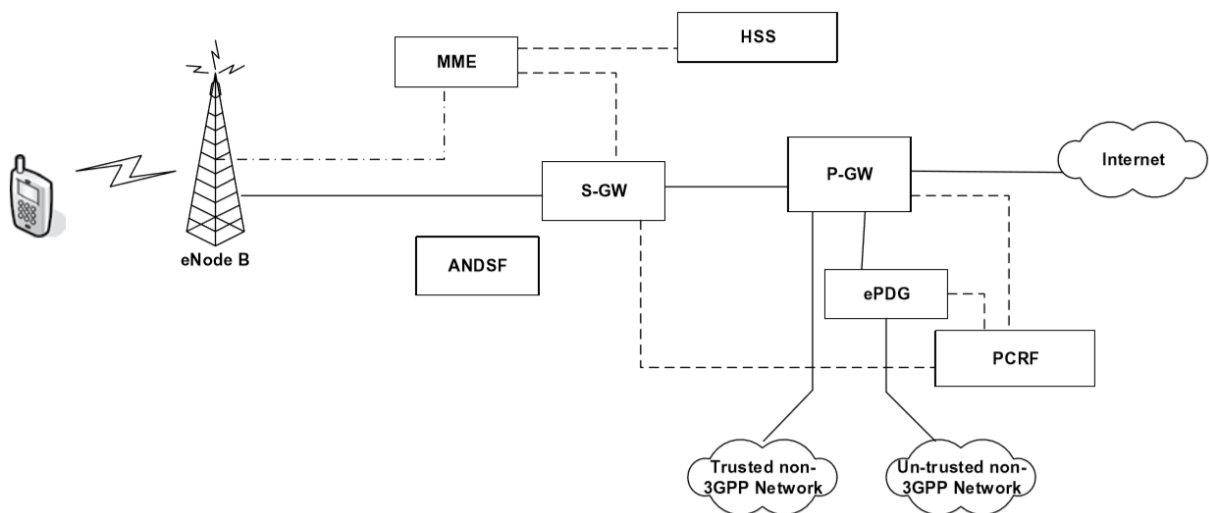 HSS
MME
Internet
P-GW
S-GW
eNode B
ANDSF
ePDG
PCRF
Trusted non-
3GPP Network
Un-trusted non-
3GPP Network